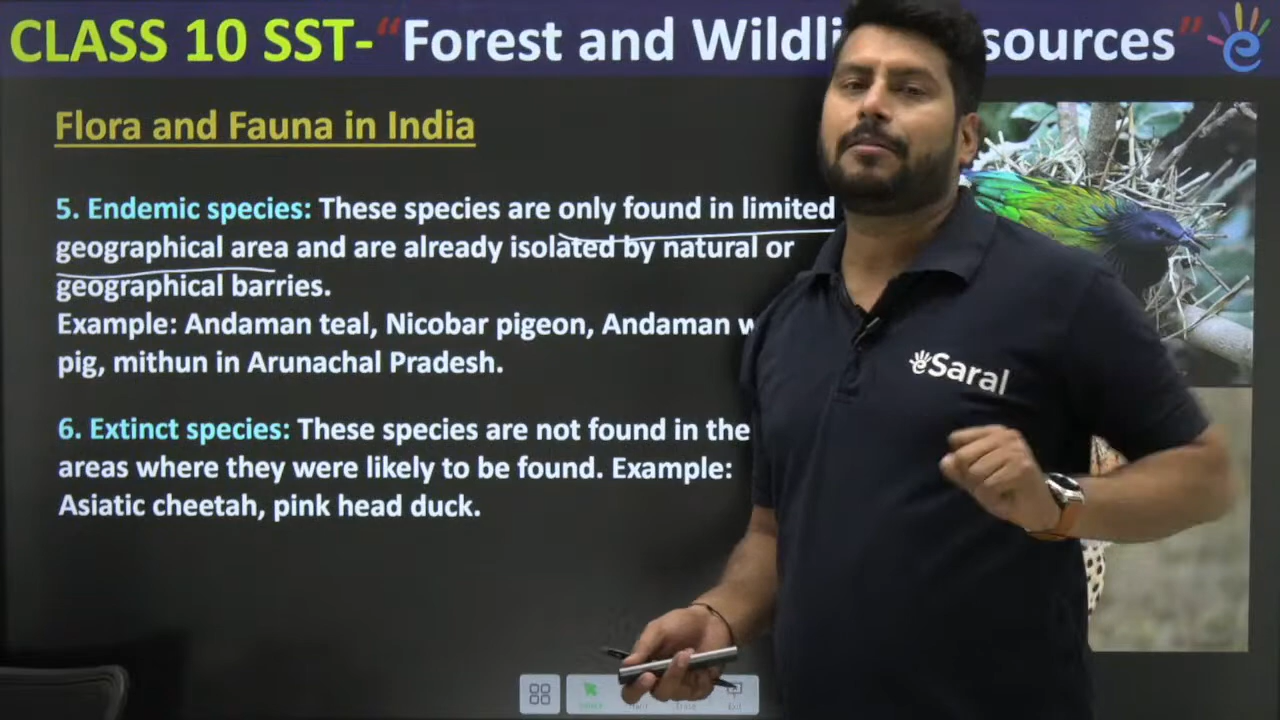 CLASS 10 SST-“Forest and Wildli sources”
Flora and Fauna in India
5. Endemic species: These species are only found in limited
geographical area and are already isolated by natural or
geographical barries.
Example: Andaman teal, Nicobar pigeon, Andaman w
pig, mithun in Arunachal Pradesh.
6. Extinct species: These species are not found in the
areas where they were likely to be found. Example:
Asiatic cheetah, pink head duck.
eSaral